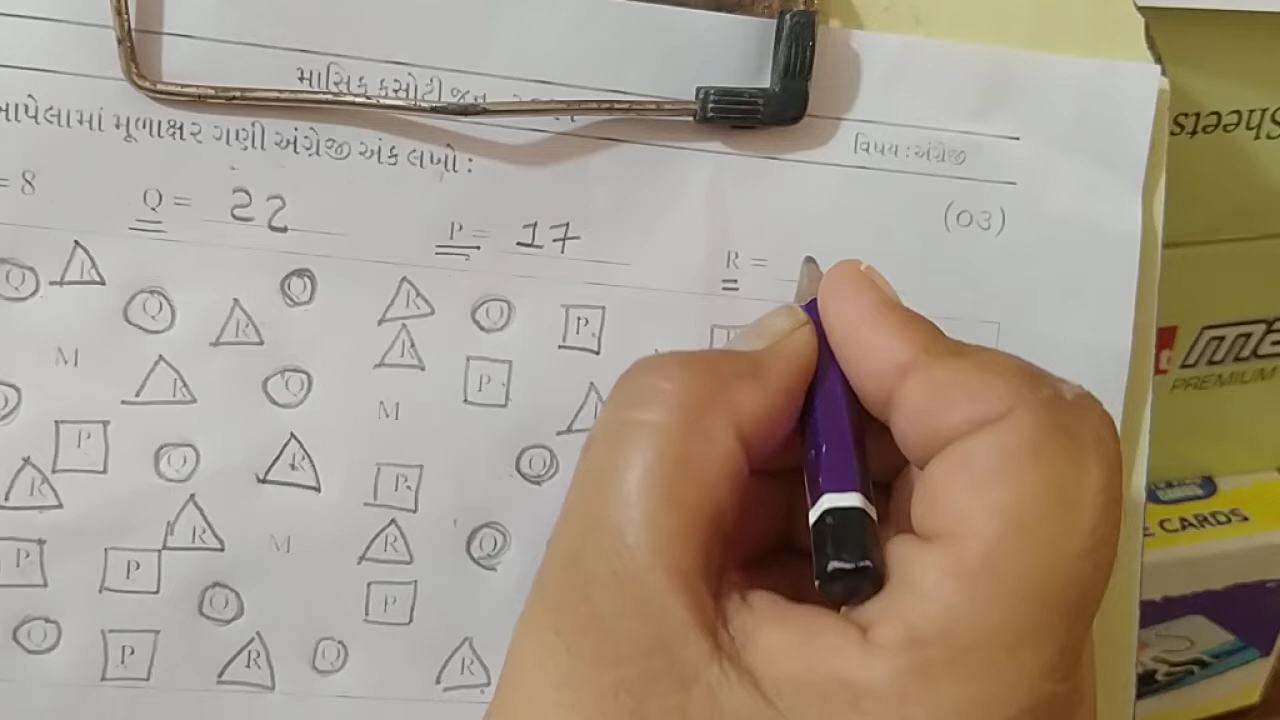 માસિક કસોટી જાન
વિષય : અંગ્રેજી
આપેલામાં મૂળાક્ષર ગણી અંગ્રેજી અંક લખો :
(03)
= 8 Q = 22 P = 17 R =
Q R Q R Q P
Q R R P
M R Q M
P Q R P Q
R R M R Q
P P Q P
Q P R Q R
Sheets
PREMIUM
CARDS